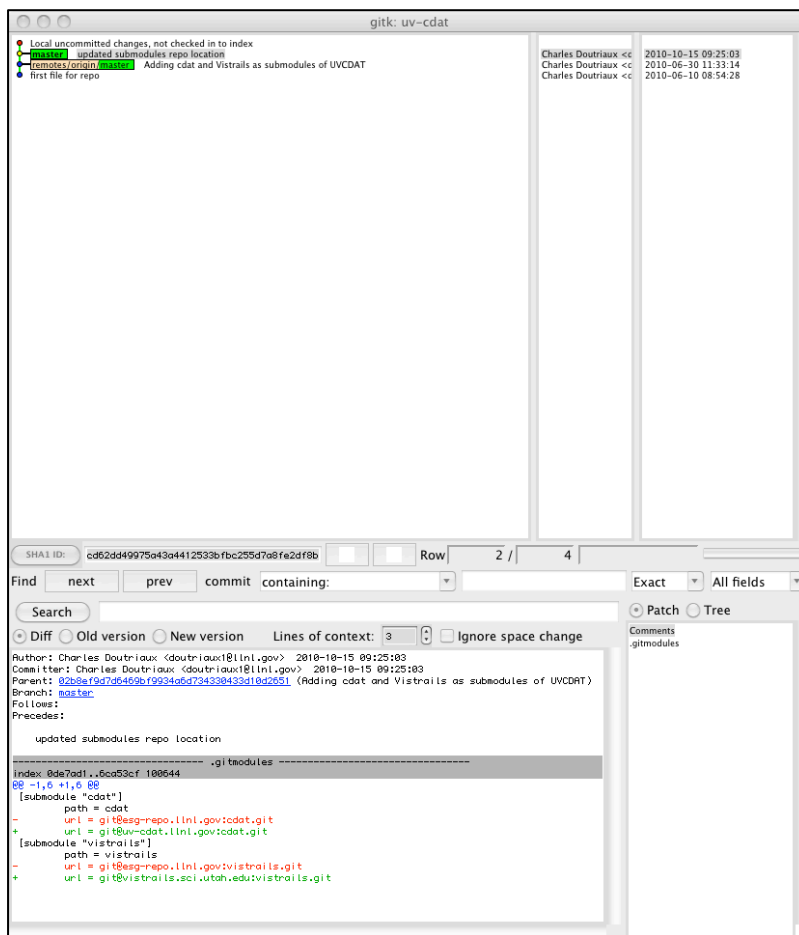 gitk: uv-cdat
Local uncommitted changes, not checked in to index
master updated submodules repo location Charles Doutriaux <c 2010-10-15 09:25:03
remotes/origin/master Adding cdat and Vistrails as submodules of UVCDAT Charles Doutriaux <c 2010-06-30 11:33:14
first file for repo Charles Doutriaux <c 2010-06-10 08:54:28
SHA1 ID: cd62dd49975a43a4412533bfbc255d7a8fe2df8b Row 2 / 4
Find next prev commit containing: Exact All fields
Search Patch Tree
Diff Old version New version Lines of context: 3 Ignore space change
Comments
.gitmodules
Author: Charles Doutriaux <doutriaux1@llnl.gov> 2010-10-15 09:25:03
Committer: Charles Doutriaux <doutriaux1@llnl.gov> 2010-10-15 09:25:03
Parent: 02b8ef9d7d6469bf9934a6d734330433d10d2651 (Adding cdat and Vistrails as submodules of UVCDAT)
Branch: master
Follows:
Precedes:
updated submodules repo location
------------------------------ .gitmodules ------------------------------
index 0de7ad1..6ca53cf 100644
@@ -1,6 +1,6 @@
[submodule "cdat"]
path = cdat
- url = git@esg-repo.llnl.gov:cdat.git
+ url = git@uv-cdat.llnl.gov:cdat.git
[submodule "vistrails"]
path = vistrails
- url = git@esg-repo.llnl.gov:vistrails.git
+ url = git@vistrails.sci.utah.edu:vistrails.git